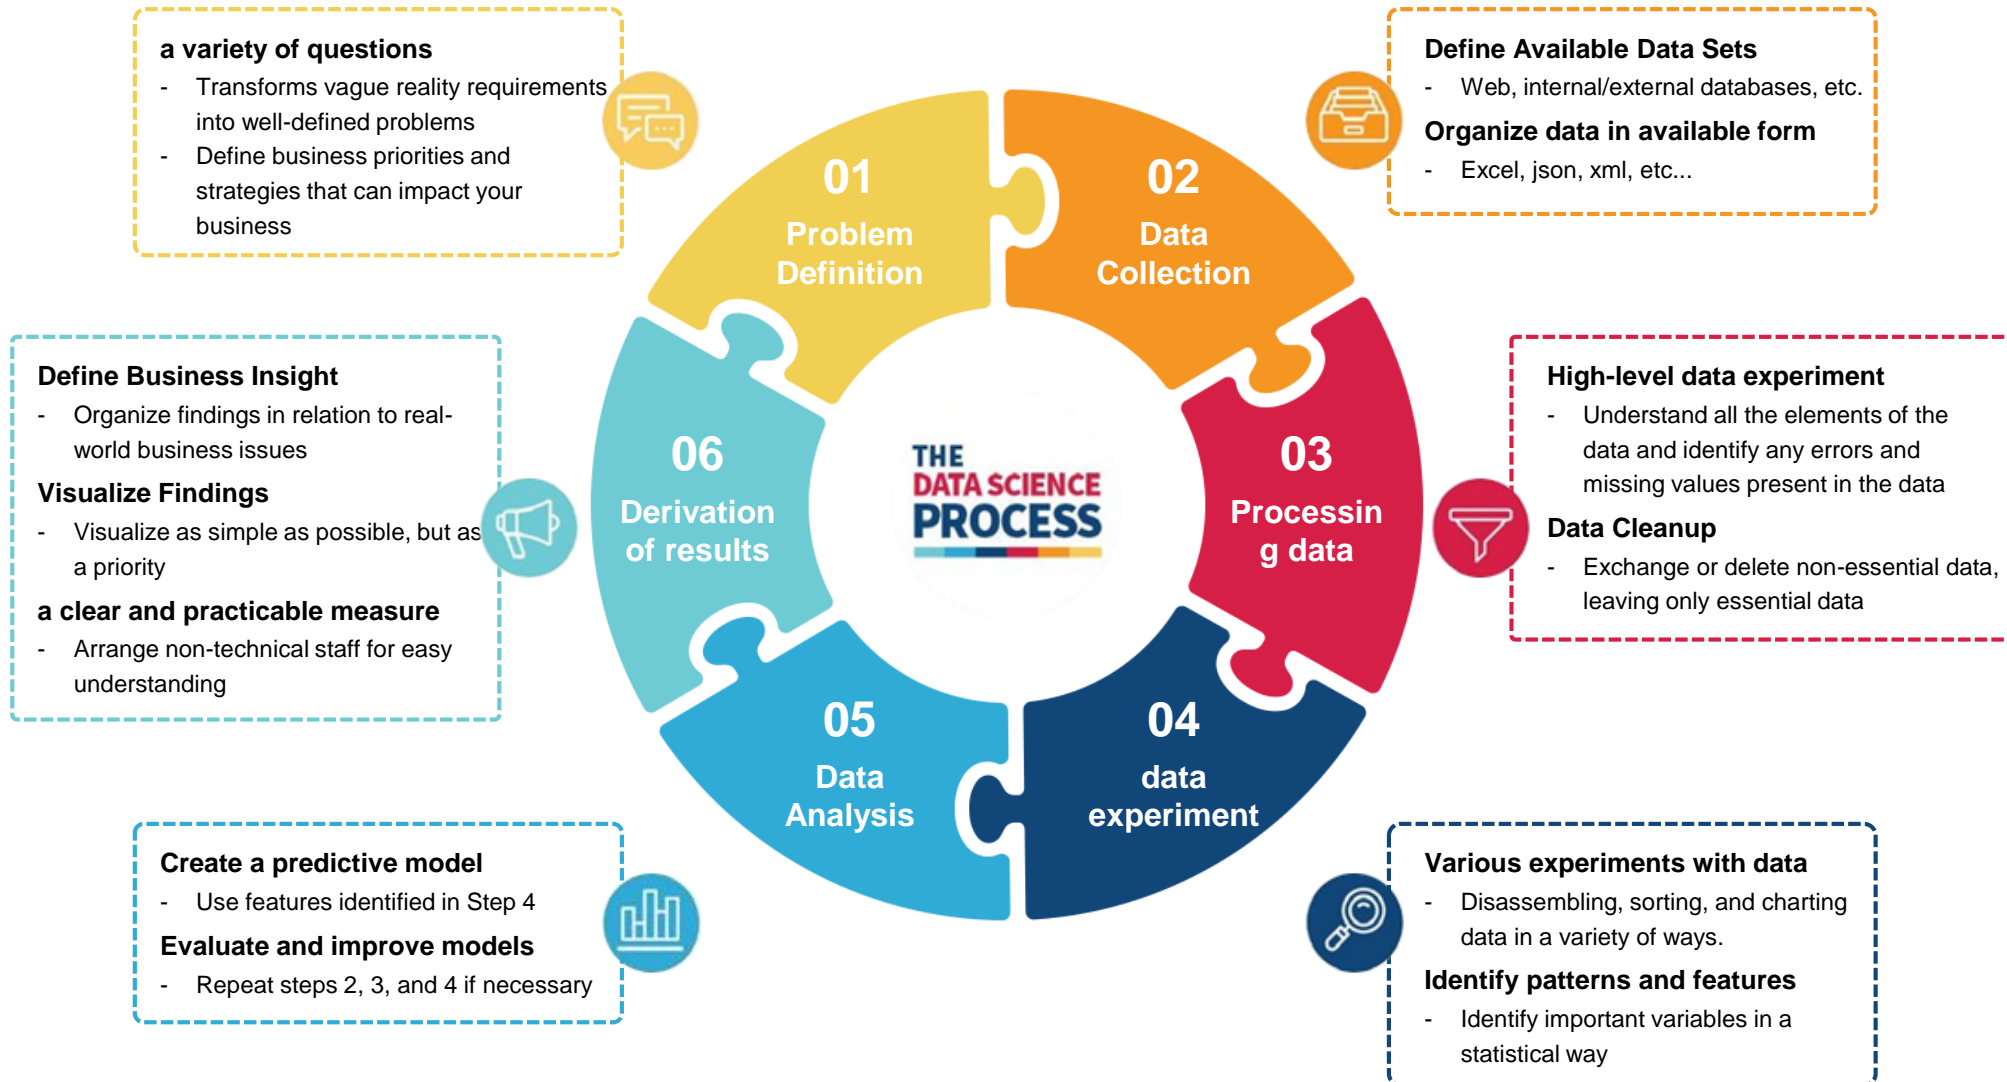 a variety of questions
- Transforms vague reality requirements
into well-defined problems
- Define business priorities and
strategies that can impact your
business
Define Available Data Sets
- Web, internal/external databases, etc.
Organize data in available form
- Excel, json, xml, etc...
01
Problem
Definition
02
Data
Collection
Define Business Insight
- Organize findings in relation to real-
world business issues
Visualize Findings
- Visualize as simple as possible, but as
a priority
a clear and practicable measure
- Arrange non-technical staff for easy
understanding
06
Derivation
of results
THE
DATA SCIENCE
PROCESS
03
Processin
g data
High-level data experiment
- Understand all the elements of the
data and identify any errors and
missing values present in the data
Data Cleanup
- Exchange or delete non-essential data,
leaving only essential data
05
Data
Analysis
04
data
experiment
Create a predictive model
- Use features identified in Step 4
Evaluate and improve models
- Repeat steps 2, 3, and 4 if necessary
Various experiments with data
- Disassembling, sorting, and charting
data in a variety of ways.
Identify patterns and features
- Identify important variables in a
statistical way